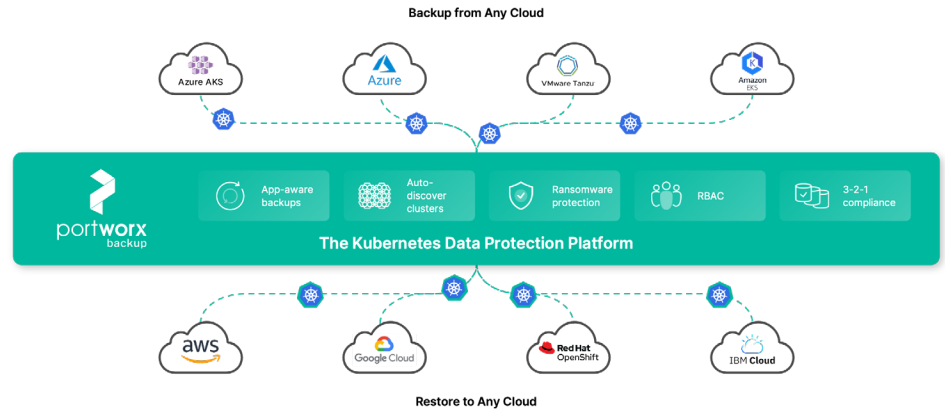 Backup from Any Cloud
Azure AKS
Azure
VMware Tanzu
Amazon
EKS
portworx
backup
App-aware
backups
Auto-
discover
clusters
Ransomware
protection
RBAC
3-2-1
compliance
The Kubernetes Data Protection Platform
aws
Google Cloud
Red Hat
OpenShift
IBM Cloud
Restore to Any Cloud